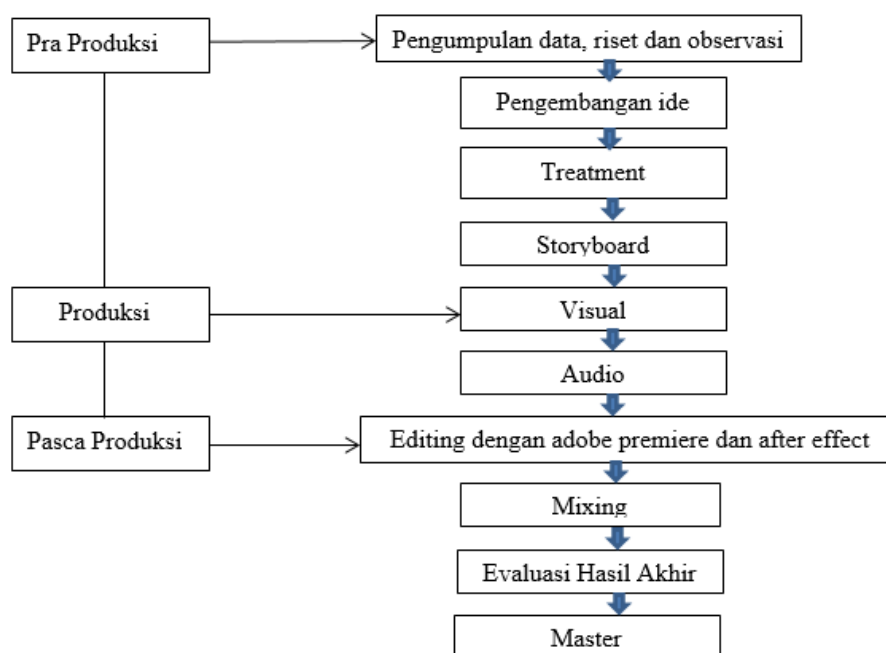 Pra Produksi
Pengumpulan data, riset dan observasi
Pengembangan ide
Treatment
Storyboard
Produksi
Visual
Audio
Pasca Produksi
Editing dengan adobe premiere dan after effect
Mixing
Evaluasi Hasil Akhir
Master